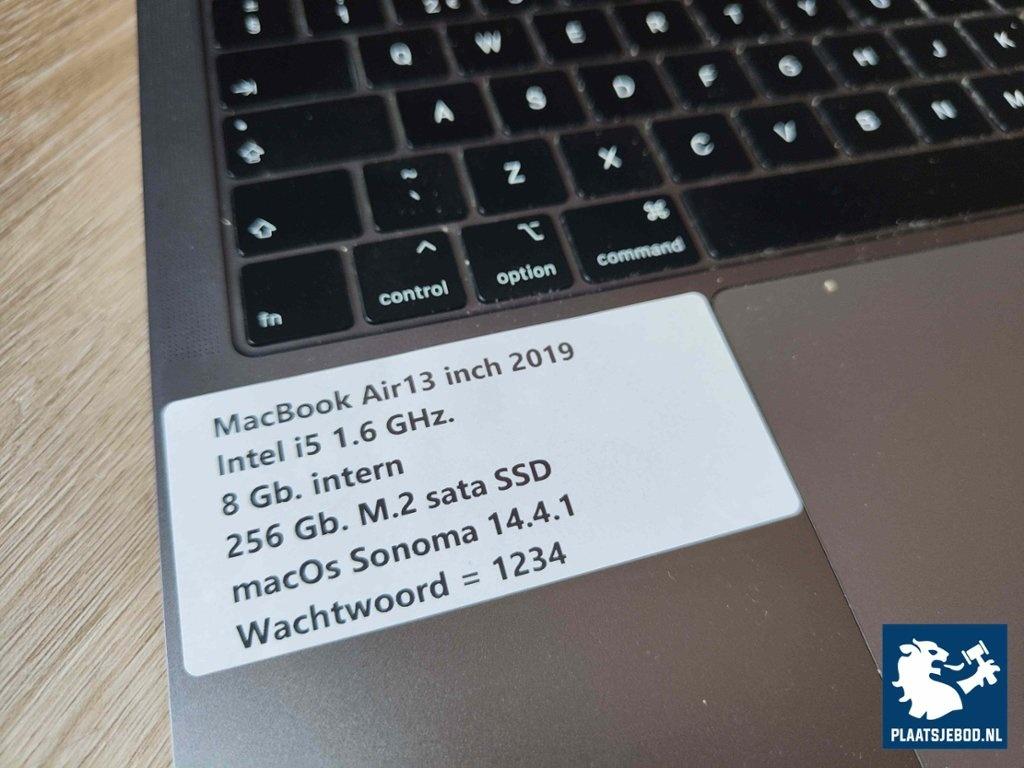 Q W E R T Y U
A S D F G H J K
~ Z X C V B N M
fn control option command
MacBook Air13 inch 2019
Intel i5 1.6 GHz.
8 Gb. intern
256 Gb. M.2 sata SSD
macOs Sonoma 14.4.1
Wachtwoord = 1234
PLAATSJEBOD.NL